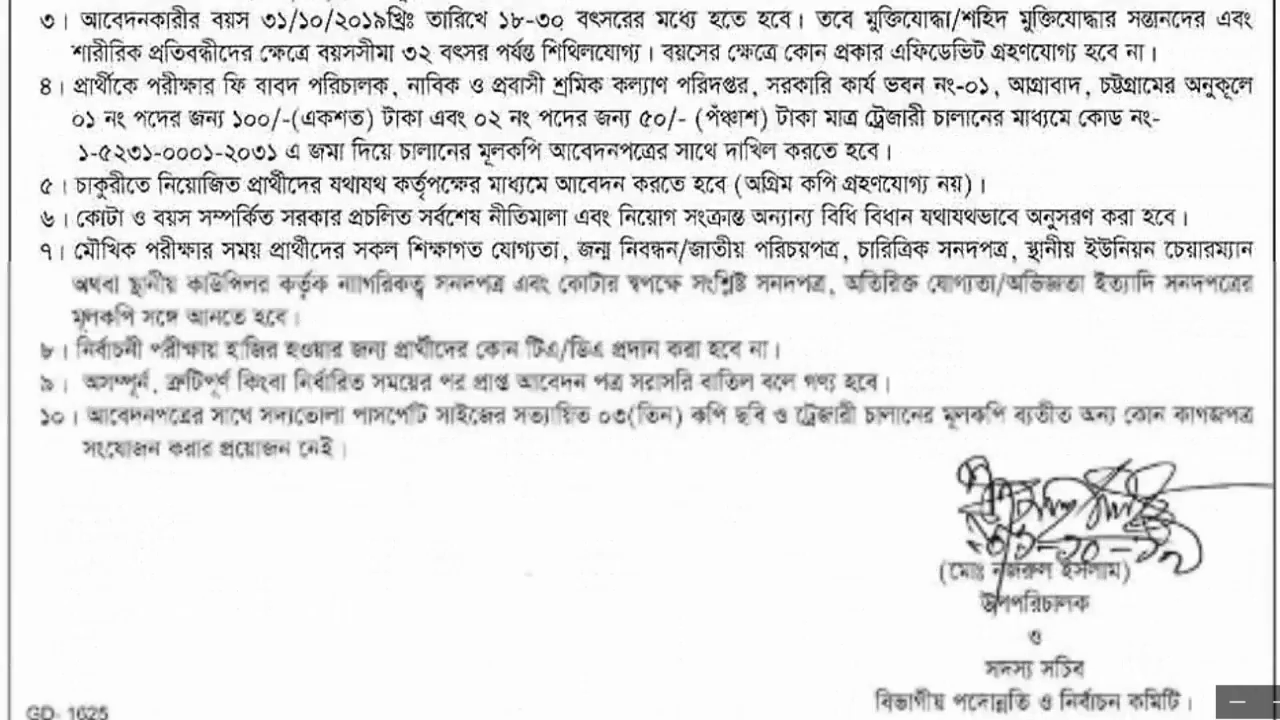 ৩। আবেদনকারীর বয়স ৩১/১০/২০১৯খ্রিঃ তারিখে ১৮-৩০ বৎসরের মধ্যে হতে হবে। তবে মুক্তিযোদ্ধা/শহিদ মুক্তিযোদ্ধার সন্তানদের এবং
শারীরিক প্রতিবন্ধীদের ক্ষেত্রে বয়সসীমা ৩২ বৎসর পর্যন্ত শিথিলযোগ্য। বয়সের ক্ষেত্রে কোন প্রকার এফিডেভিট গ্রহণযোগ্য হবে না।
৪। প্রার্থীকে পরীক্ষার ফি বাবদ পরিচালক, নাবিক ও প্রবাসী শ্রমিক কল্যাণ পরিদপ্তর, সরকারি কার্য ভবন নং-০১, আগ্রাবাদ, চট্টগ্রামের অনুকূলে
০১ নং পদের জন্য ১০০/-(একশত) টাকা এবং ০২ নং পদের জন্য ৫০/- (পঁঞ্চাশ) টাকা মাত্র ট্রেজারী চালানের মাধ্যমে কোড নং-
১-৫২৩১-০০০১-২০৩১ এ জমা দিয়ে চালানের মূলকপি আবেদনপত্রের সাথে দাখিল করতে হবে।
৫। চাকুরীতে নিয়োজিত প্রার্থীদের যথাযথ কর্তৃপক্ষের মাধ্যমে আবেদন করতে হবে (অগ্রিম কপি গ্রহণযোগ্য নয়)।
৬। কোটা ও বয়স সম্পর্কিত সরকার প্রচলিত সর্বশেষ নীতিমালা এবং নিয়োগ সংক্রান্ত অন্যান্য বিধি বিধান যথাযথভাবে অনুসরণ করা হবে।
৭। মৌখিক পরীক্ষার সময় প্রার্থীদের সকল শিক্ষাগত যোগ্যতা, জন্ম নিবন্ধন/জাতীয় পরিচয়পত্র, চারিত্রিক সনদপত্র, স্থানীয় ইউনিয়ন চেয়ারম্যান
অথবা স্থানীয় কাউন্সিলর কর্তৃক নাগরিকত্ব সনদপত্র এবং কোটার স্বপক্ষে সংশ্লিষ্ট সনদপত্র, অতিরিক্ত যোগ্যতা/অভিজ্ঞতা ইত্যাদি সনদপত্রের
মূলকপি সঙ্গে আনতে হবে।
৮। নির্বাচনী পরীক্ষায় হাজির হওয়ার জন্য প্রার্থীদের কোন টিএ/ডিএ প্রদান করা হবে না।
৯। অসম্পূর্ন, ত্রুটিপূর্ণ কিংবা নির্ধারিত সময়ের পর প্রাপ্ত আবেদন পত্র সরাসরি বাতিল বলে গণ্য হবে।
১০। আবেদনপত্রের সাথে সদ্যতোলা পাসপোর্ট সাইজের সত্যায়িত ০৩(তিন) কপি ছবি ও ট্রেজারী চালানের মূলকপি ব্যতীত অন্য কোন কাগজপত্র
সংযোজন করার প্রয়োজন নেই।
(মোঃ নজরুল ইসলাম)
উপপরিচালক
ও
সদস্য সচিব
বিভাগীয় পদোন্নতি ও নির্বাচন কমিটি।
GD- 1625